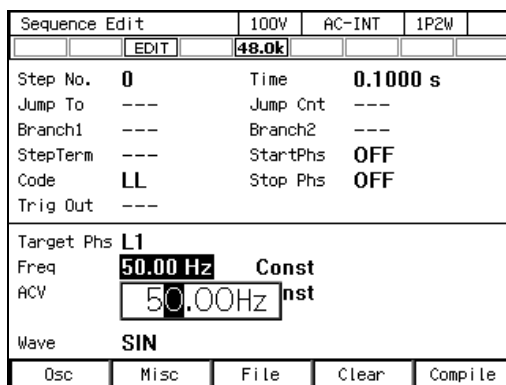 Sequence Edit 100V AC-INT 1P2W
EDIT 48.0k
Step No. 0 Time 0.1000 s
Jump To --- Jump Cnt ---
Branch1 --- Branch2 ---
StepTerm --- StartPhs OFF
Code LL Stop Phs OFF
Trig Out ---
Target Phs L1
Freq 50.00 Hz Const
ACV 50.00Hz nst
Wave SIN
Osc Misc File Clear Compile